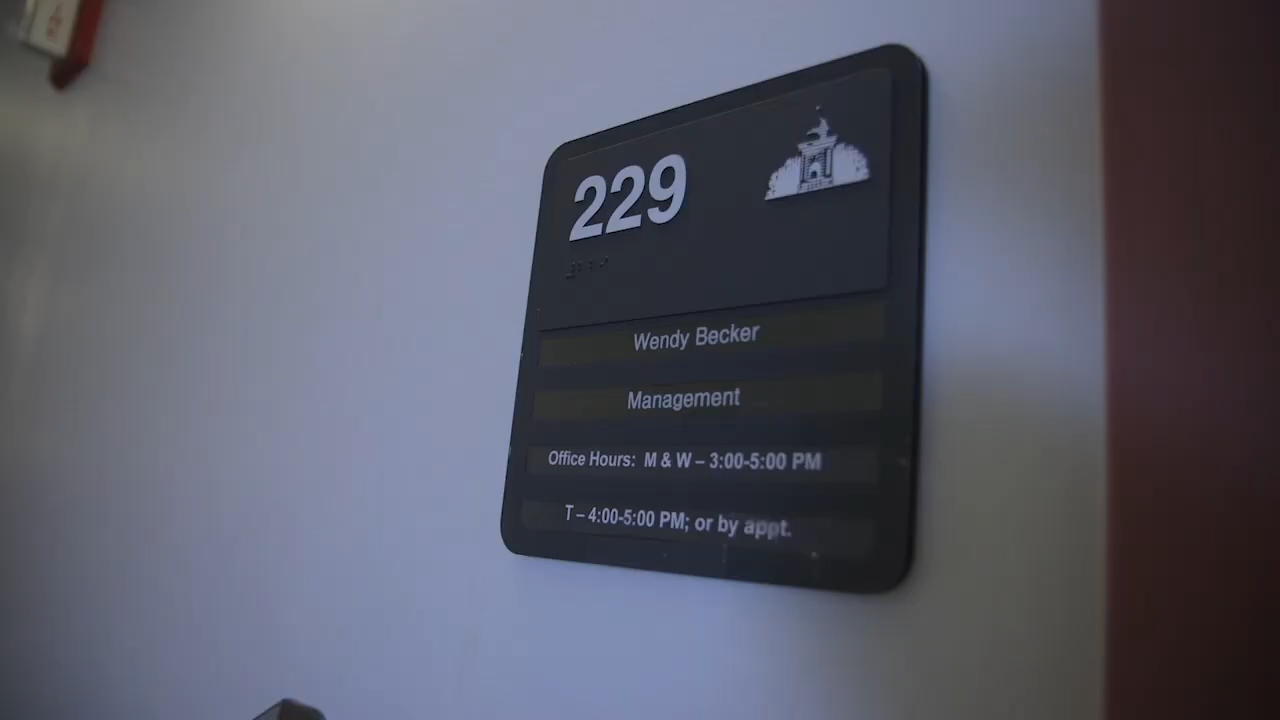 229
Wendy Becker
Management
Office Hours: M & W – 3:00-5:00 PM
T – 4:00-5:00 PM; or by appt.